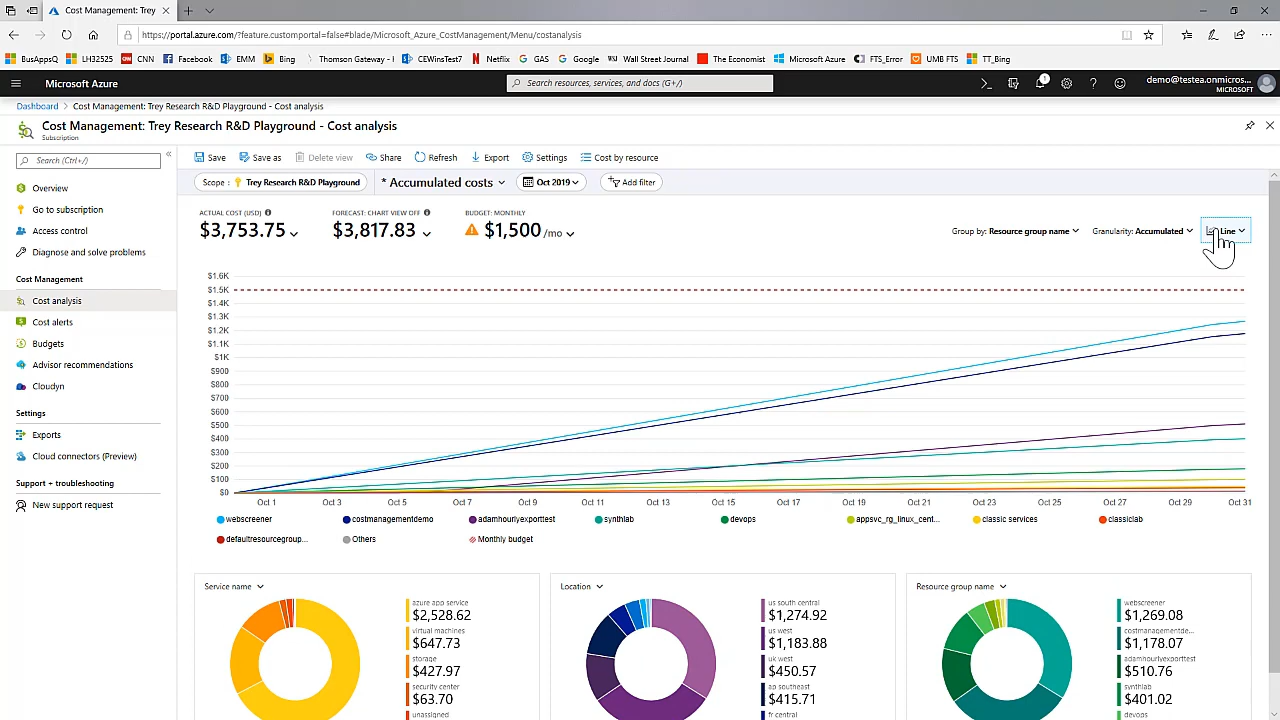 Cost Management: Trey
https://portal.azure.com/?feature.customportal=false#blade/Microsoft_Azure_CostManagement/Menu/costanalysis
BusAppsQ LH32525 CNN Facebook EMM Bing Thomson Gateway - H CEWinsTest7 Netflix GAS Google Wall Street Journal The Economist Microsoft Azure FTS_Error UMB FTS TT_Bing
Microsoft Azure
Search resources, services, and docs (G+/)
1
demo@testea.onmicros...
MICROSOFT
Dashboard > Cost Management: Trey Research R&D Playground - Cost analysis
Cost Management: Trey Research R&D Playground - Cost analysis
Subscription
Search (Ctrl+/)
Overview
Go to subscription
Access control
Diagnose and solve problems
Cost Management
Cost analysis
Cost alerts
Budgets
Advisor recommendations
Cloudyn
Settings
Exports
Cloud connectors (Preview)
Support + troubleshooting
New support request
Save Save as Delete view Share Refresh Export Settings Cost by resource
Scope : Trey Research R&D Playground * Accumulated costs Oct 2019 Add filter
ACTUAL COST (USD) FORECAST: CHART VIEW OFF BUDGET: MONTHLY
$3,753.75 $3,817.83 $1,500 /mo
Group by: Resource group name Granularity: Accumulated Line
$1.6K
$1.5K
$1.4K
$1.3K
$1.2K
$1.1K
$1K
$900
$800
$700
$600
$500
$400
$300
$200
$100
$0
Oct 1 Oct 3 Oct 5 Oct 7 Oct 9 Oct 11 Oct 13 Oct 15 Oct 17 Oct 19 Oct 21 Oct 23 Oct 25 Oct 27 Oct 29 Oct 31
webscreener costmanagementdemo adamhourlyexporttest synthlab devops appsvc_rg_linux_cent... classic services classiclab
defaultresourcegroup... Others Monthly budget
Service name
azure app service
$2,528.62
virtual machines
$647.73
storage
$427.97
security center
$63.70
unassigned
Location
us south central
$1,274.92
us west
$1,183.88
uk west
$450.57
ap southeast
$415.71
fr central
Resource group name
webscreener
$1,269.08
costmanagementde...
$1,178.07
adamhourlyexporttest
$510.76
synthlab
$401.02
devops